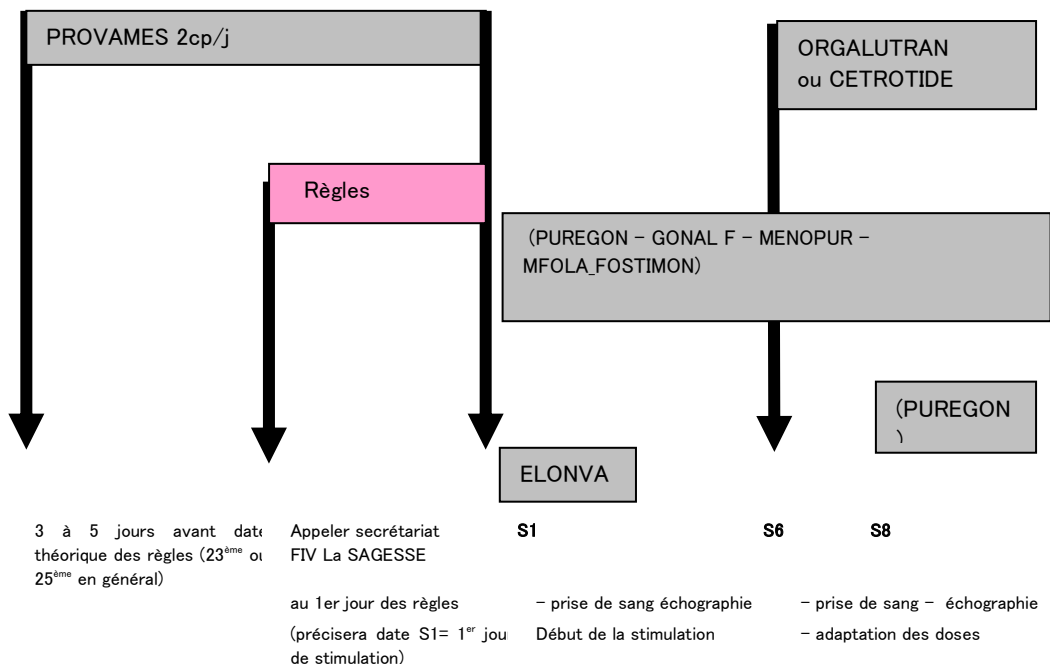 PROVAMES 2cp/j
ORGALUTRAN
ou CETROTIDE
Règles
(PUREGON – GONAL F – MENOPUR –
MFOLA_FOSTIMON)
(PUREGON
)
ELONVA
3 à 5 jours avant date
théorique des règles (23ème ou
25ème en général)
Appeler secrétariat
FIV La SAGESSE
au 1er jour des règles
(précisera date S1= 1er jou
de stimulation)
S1
– prise de sang échographie
Début de la stimulation
S6
S8
– prise de sang – échographie
– adaptation des doses